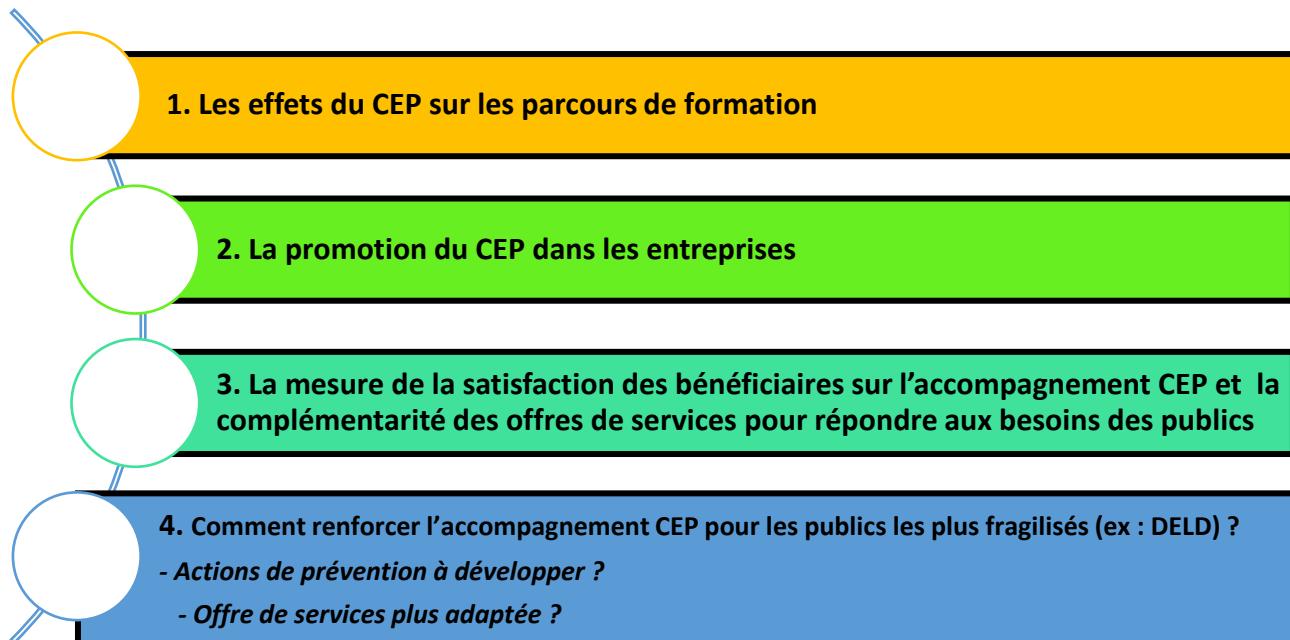 1. Les effets du CEP sur les parcours de formation
2. La promotion du CEP dans les entreprises
3. La mesure de la satisfaction des bénéficiaires sur l’accompagnement CEP et  la
complémentarité des offres de services pour répondre aux besoins des publics
4. Comment renforcer l’accompagnement CEP pour les publics les plus fragilisés (ex : DELD) ?
- Actions de prévention à développer ?
- Offre de services plus adaptée ?